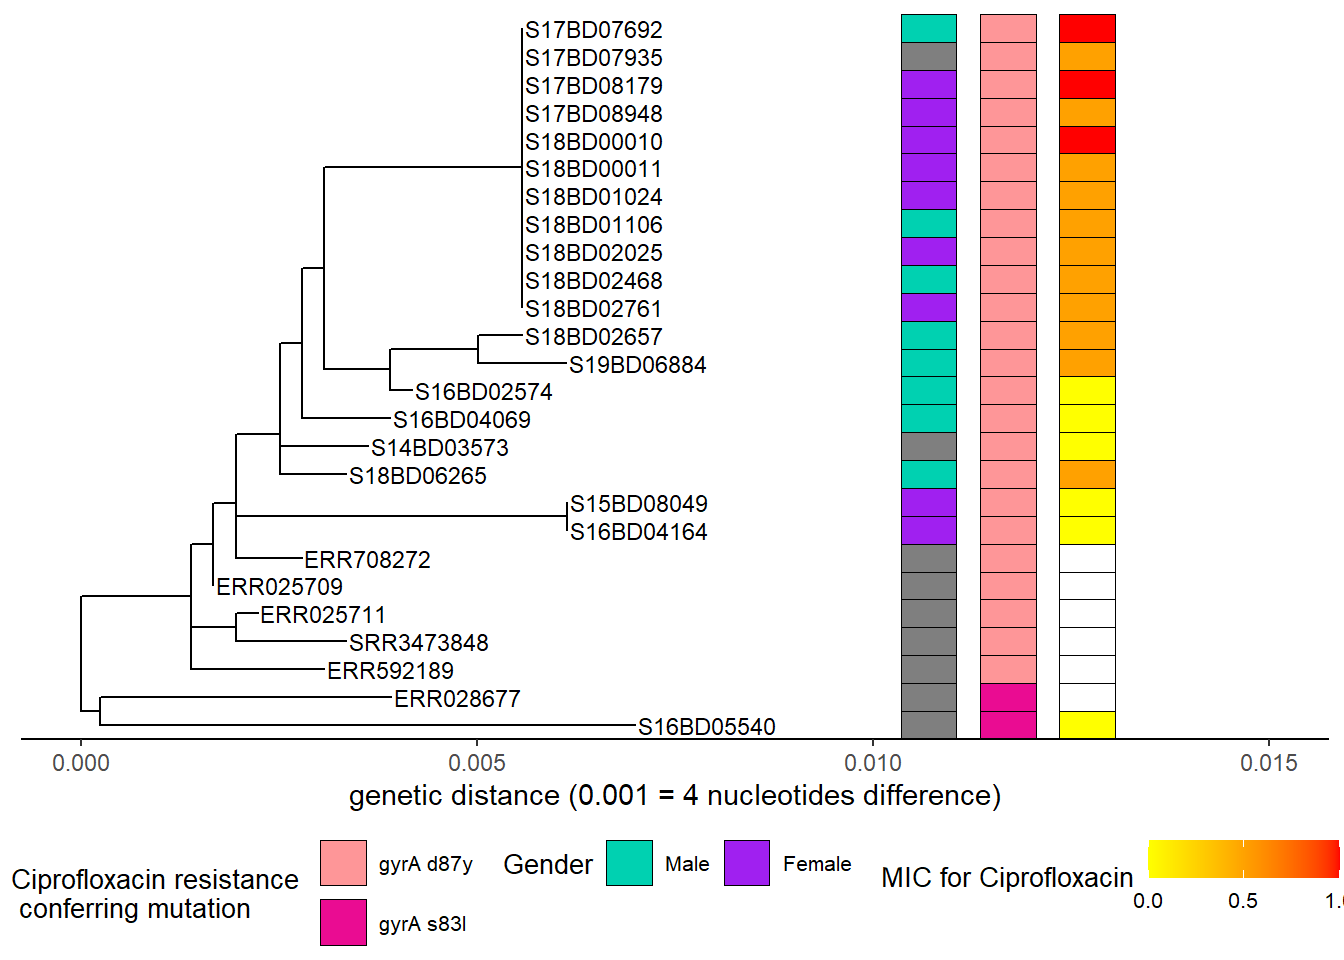 S17BD07692
S17BD07935
S17BD08179
S17BD08948
S18BD00010
S18BD00011
S18BD01024
S18BD01106
S18BD02025
S18BD02468
S18BD02761
S18BD02657
S19BD06884
S16BD02574
S16BD04069
S14BD03573
S18BD06265
S15BD08049
S16BD04164
ERR708272
ERR025709
ERR025711
SRR3473848
ERR592189
ERR028677
S16BD05540
0.000 0.005 0.010 0.015
genetic distance (0.001 = 4 nucleotides difference)
Ciprofloxacin resistance
conferring mutation
gyrA d87y
gyrA s83l
Gender Male Female
MIC for Ciprofloxacin
0.0 0.5 1.0